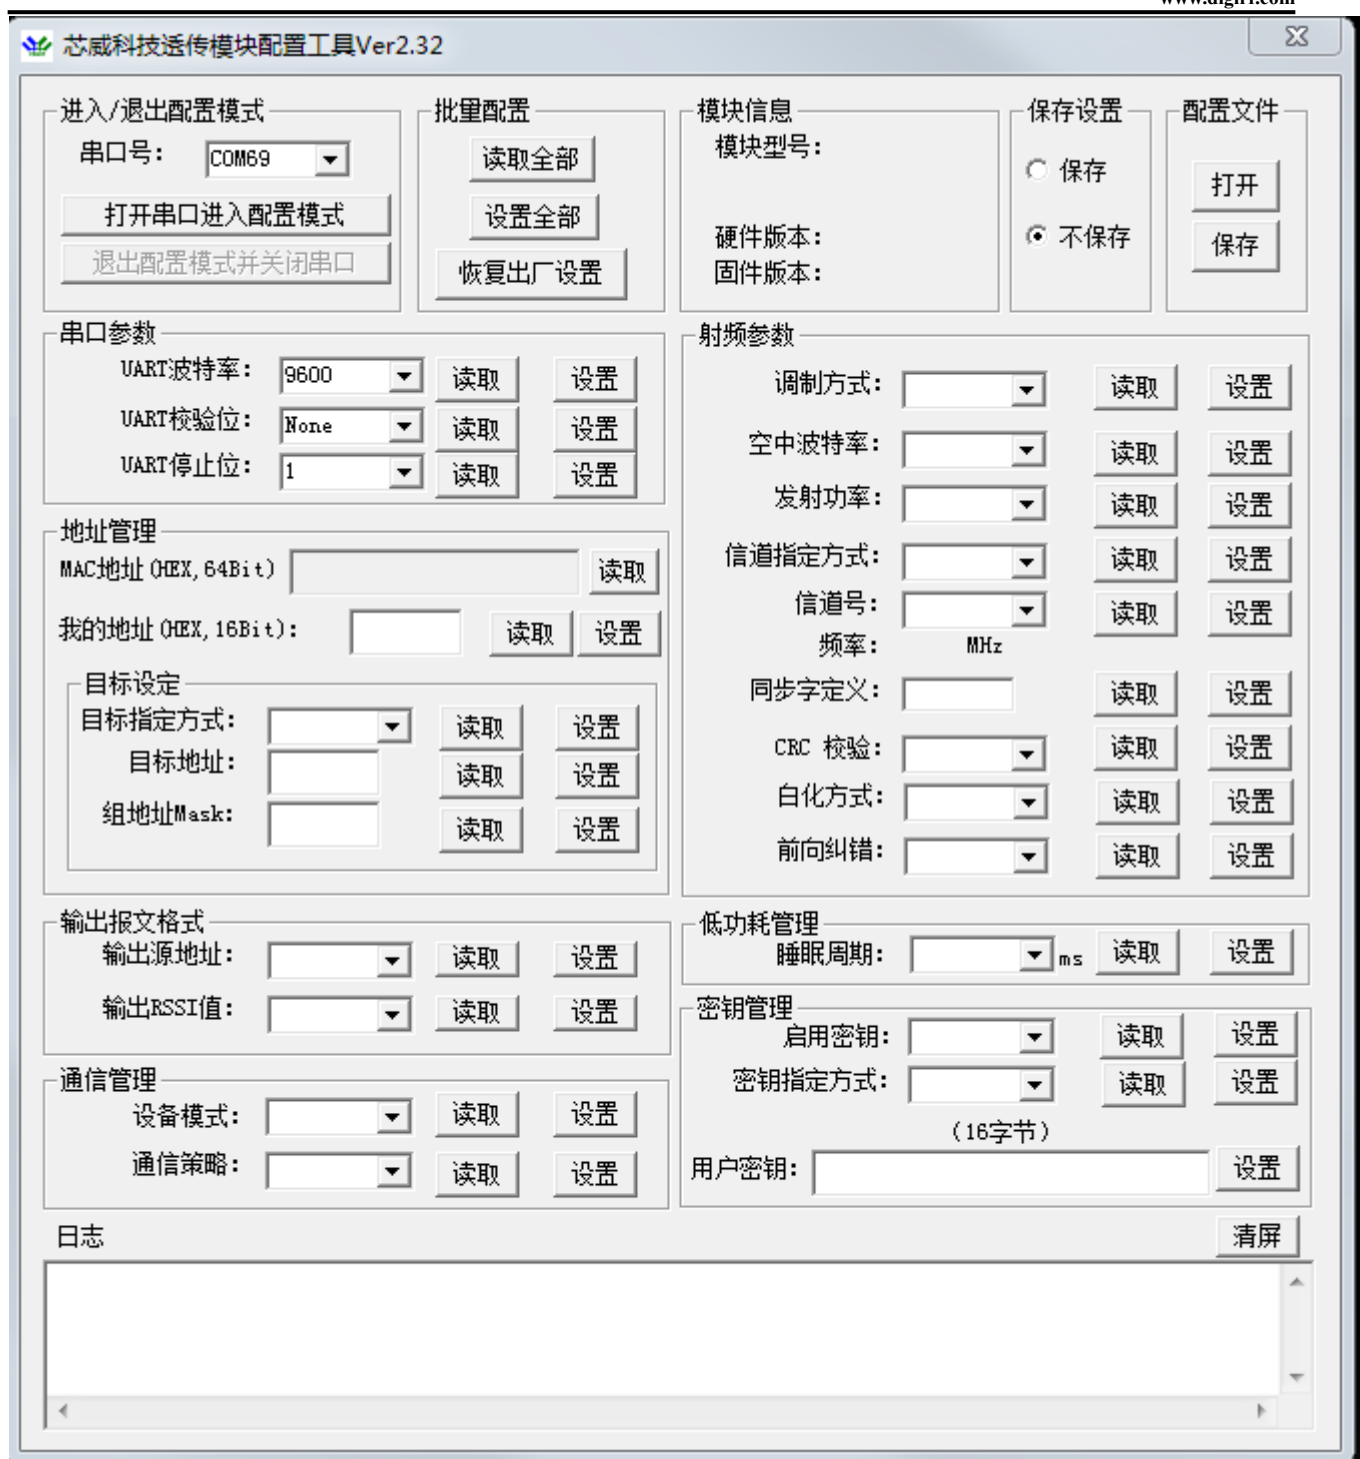 www.digirf.com
芯威科技透传模块配置工具Ver2.32
进入/退出配置模式
串口号： COM69
打开串口进入配置模式
退出配置模式并关闭串口
批量配置
读取全部
设置全部
恢复出厂设置
模块信息
模块型号：
硬件版本：
固件版本：
保存设置
保存
不保存
配置文件
打开
保存
串口参数
UART波特率： 9600 读取 设置
UART校验位： None 读取 设置
UART停止位： 1 读取 设置
地址管理
MAC地址(HEX,64Bit) 读取
我的地址(HEX,16Bit)： 读取 设置
目标设定
目标指定方式： 读取 设置
目标地址： 读取 设置
组地址Mask： 读取 设置
输出报文格式
输出源地址： 读取 设置
输出RSSI值： 读取 设置
通信管理
设备模式： 读取 设置
通信策略： 读取 设置
射频参数
调制方式： 读取 设置
空中波特率： 读取 设置
发射功率： 读取 设置
信道指定方式： 读取 设置
信道号： 读取 设置
频率： MHz
同步字定义： 读取 设置
CRC 校验： 读取 设置
白化方式： 读取 设置
前向纠错： 读取 设置
低功耗管理
睡眠周期： ms 读取 设置
密钥管理
启用密钥： 读取 设置
密钥指定方式： 读取 设置
(16字节)
用户密钥： 设置
日志 清屏